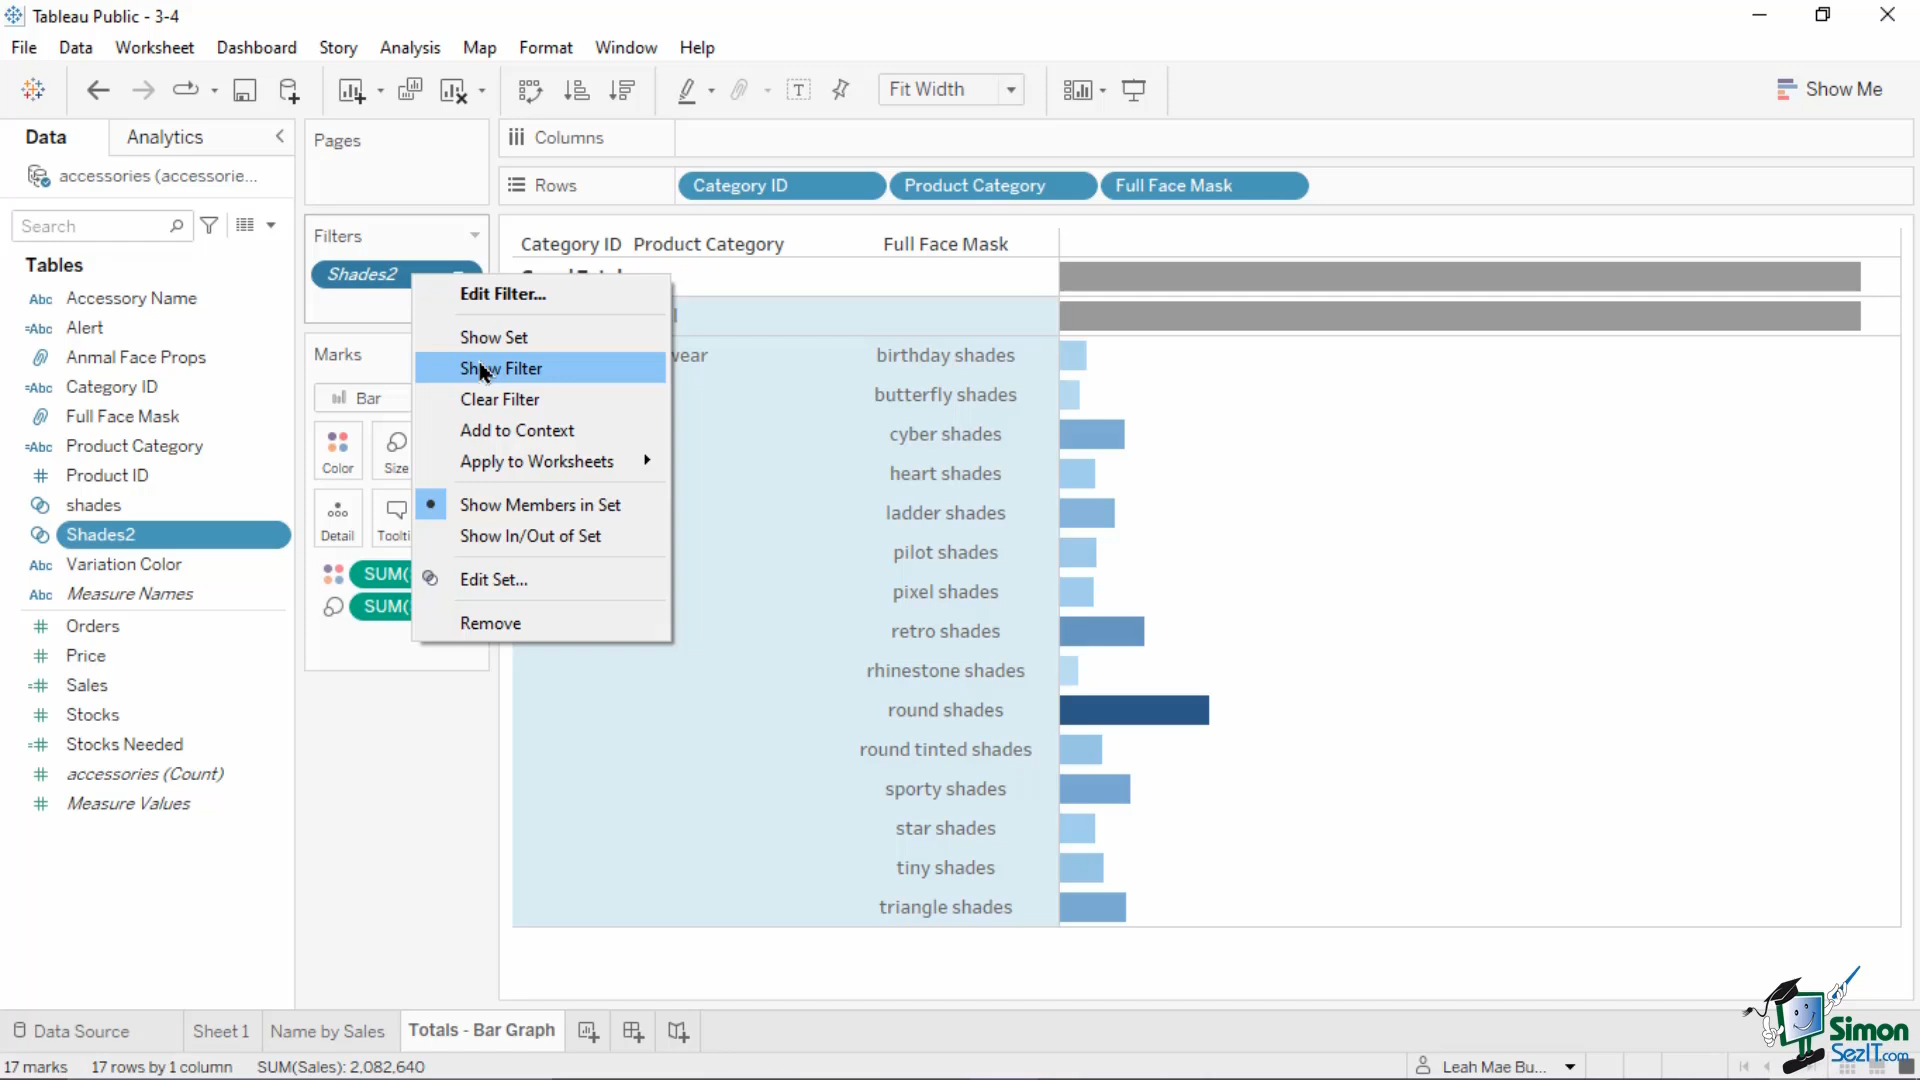 Tableau Public - 3-4
File Data Worksheet Dashboard Story Analysis Map Format Window Help
Fit Width
Show Me
Data Analytics
accessories (accessorie...
Search
Tables
Abc Accessory Name
=Abc Alert
Anmal Face Props
=Abc Category ID
Full Face Mask
=Abc Product Category
# Product ID
shades
Shades2
Abc Variation Color
Abc Measure Names
# Orders
# Price
=# Sales
# Stocks
=# Stocks Needed
# accessories (Count)
# Measure Values
Pages
Filters
Shades2
Marks
Bar
Color Size
Detail Toolti
SUM(
SUM(
Edit Filter...
Show Set
Show Filter
Clear Filter
Add to Context
Apply to Worksheets
Show Members in Set
Show In/Out of Set
Edit Set...
Remove
Columns
Rows Category ID Product Category Full Face Mask
Category ID Product Category Full Face Mask
wear birthday shades
butterfly shades
cyber shades
heart shades
ladder shades
pilot shades
pixel shades
retro shades
rhinestone shades
round shades
round tinted shades
sporty shades
star shades
tiny shades
triangle shades
Data Source Sheet 1 Name by Sales Totals - Bar Graph
17 marks 17 rows by 1 column SUM(Sales): 2,082,640
Leah Mae Bu...
Simon
SezIT.com